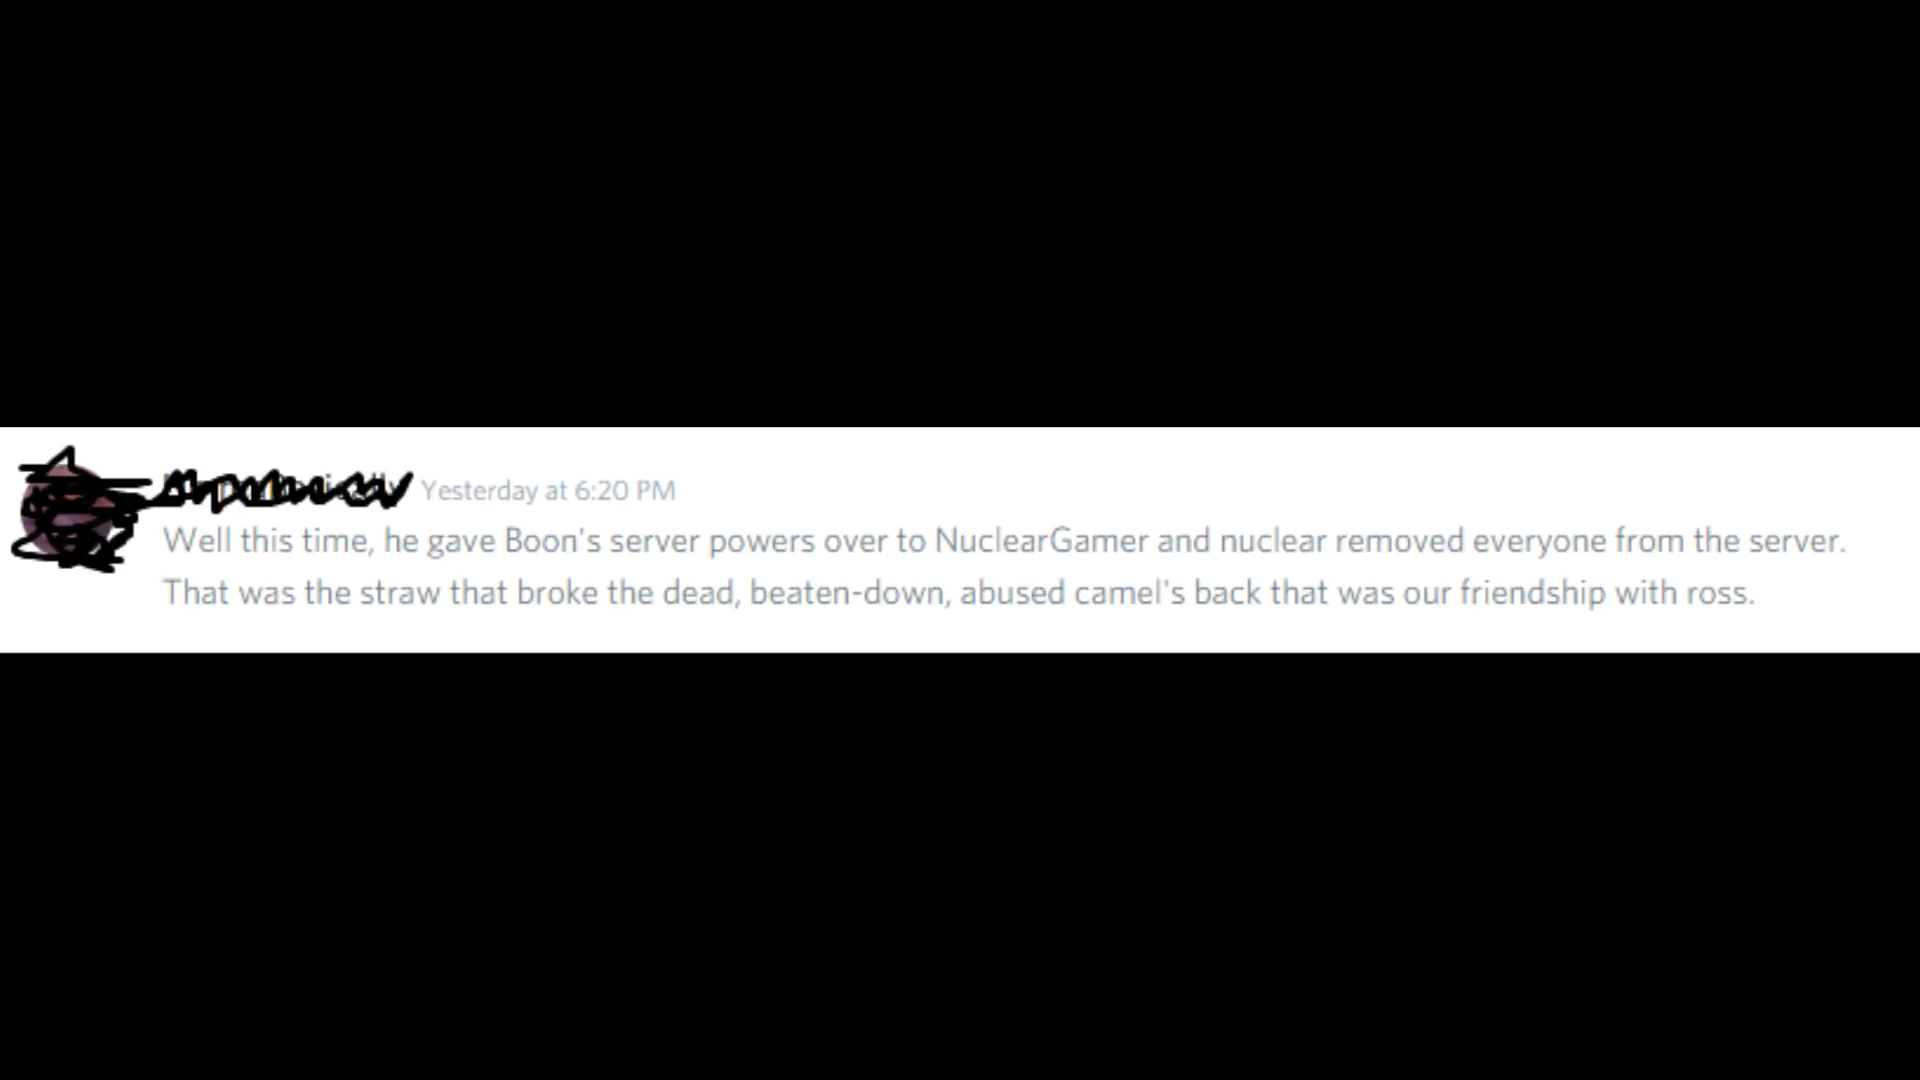 Yesterday at 6:20 PM
Well this time, he gave Boon's server powers over to NuclearGamer and nuclear removed everyone from the server.
That was the straw that broke the dead, beaten-down, abused camel's back that was our friendship with ross.